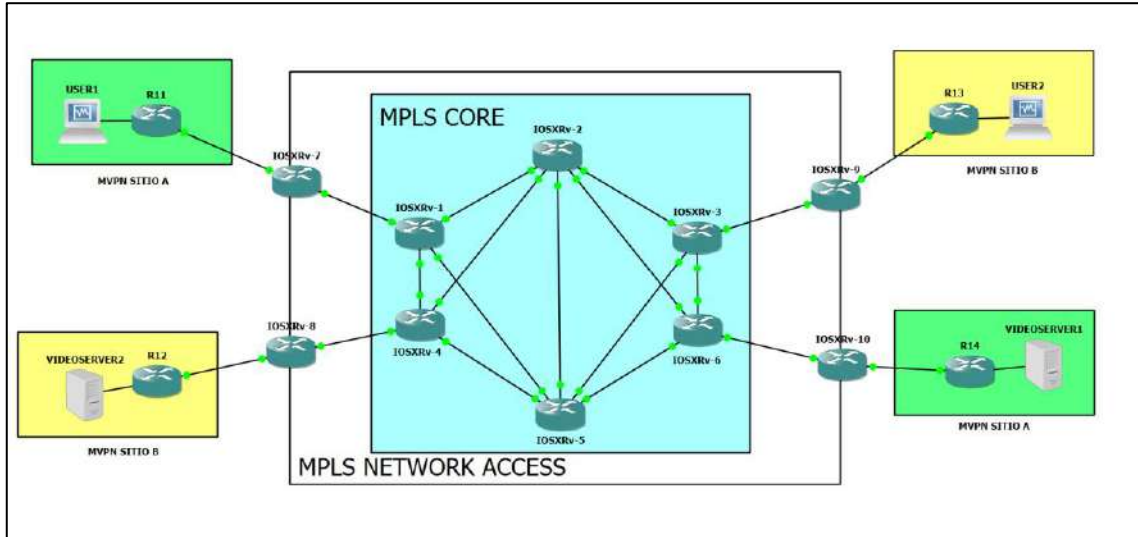 USER1
R11
MVPN SITIO A
IOSXRv-7
MPLS CORE
IOSXRv-2
IOSXRv-1
IOSXRv-3
IOSXRv-9
R13
USER2
MVPN SITIO B
VIDEOSERVER2
R12
MVPN SITIO B
IOSXRv-8
IOSXRv-4
IOSXRv-5
IOSXRv-6
IOSXRv-10
R14
VIDEOSERVER1
MVPN SITIO A
MPLS NETWORK ACCESS